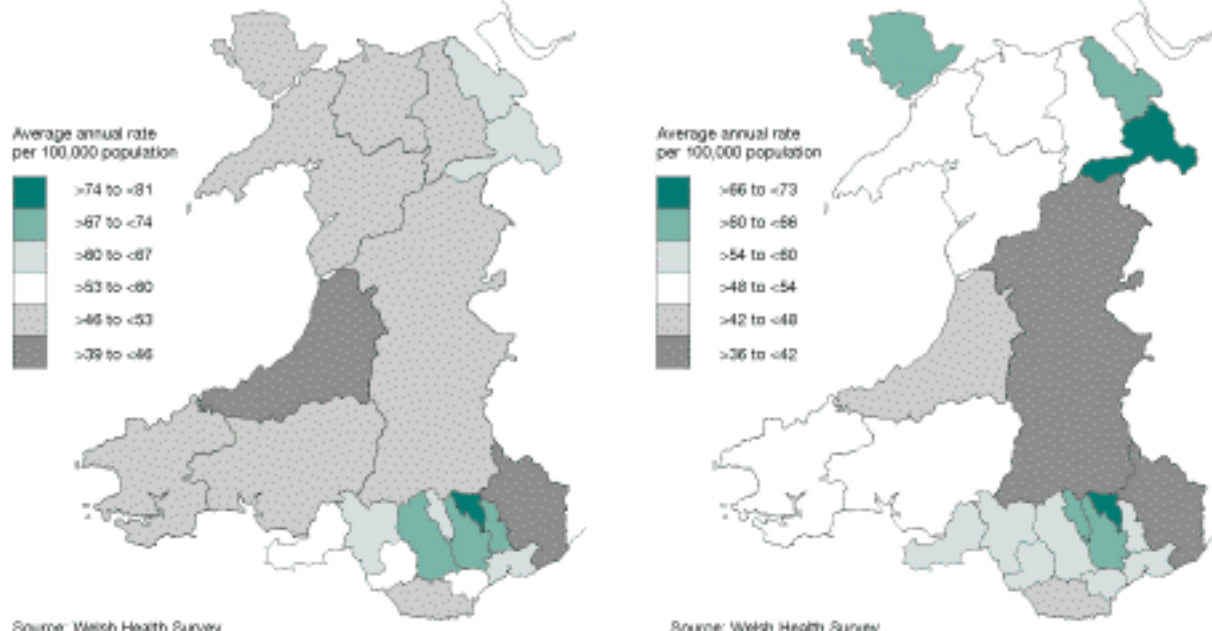 Average annual rate
per 100,000 population
>74 to <81
>67 to <74
>60 to <67
>53 to <60
>46 to <53
>39 to <46
Source: Welsh Health Survey
Average annual rate
per 100,000 population
>66 to <73
>60 to <66
>54 to <60
>48 to <54
>42 to <48
>36 to <42
Source: Welsh Health Survey